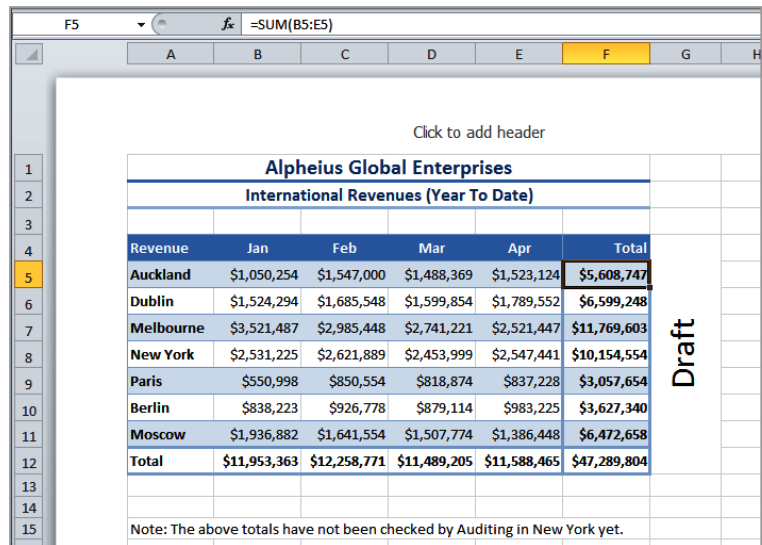 F5 fx =SUM(B5:E5)
A B C D E F G H
Click to add header
1 Alpheius Global Enterprises
2 International Revenues (Year To Date)
3
4 Revenue Jan Feb Mar Apr Total
5 Auckland $1,050,254 $1,547,000 $1,488,369 $1,523,124 $5,608,747
6 Dublin $1,524,294 $1,685,548 $1,599,854 $1,789,552 $6,599,248
7 Melbourne $3,521,487 $2,985,448 $2,741,221 $2,521,447 $11,769,603
8 New York $2,531,225 $2,621,889 $2,453,999 $2,547,441 $10,154,554
9 Paris $550,998 $850,554 $818,874 $837,228 $3,057,654
10 Berlin $838,223 $926,778 $879,114 $983,225 $3,627,340
11 Moscow $1,936,882 $1,641,554 $1,507,774 $1,386,448 $6,472,658
12 Total $11,953,363 $12,258,771 $11,489,205 $11,588,465 $47,289,804
Draft
13
14
15 Note: The above totals have not been checked by Auditing in New York yet.